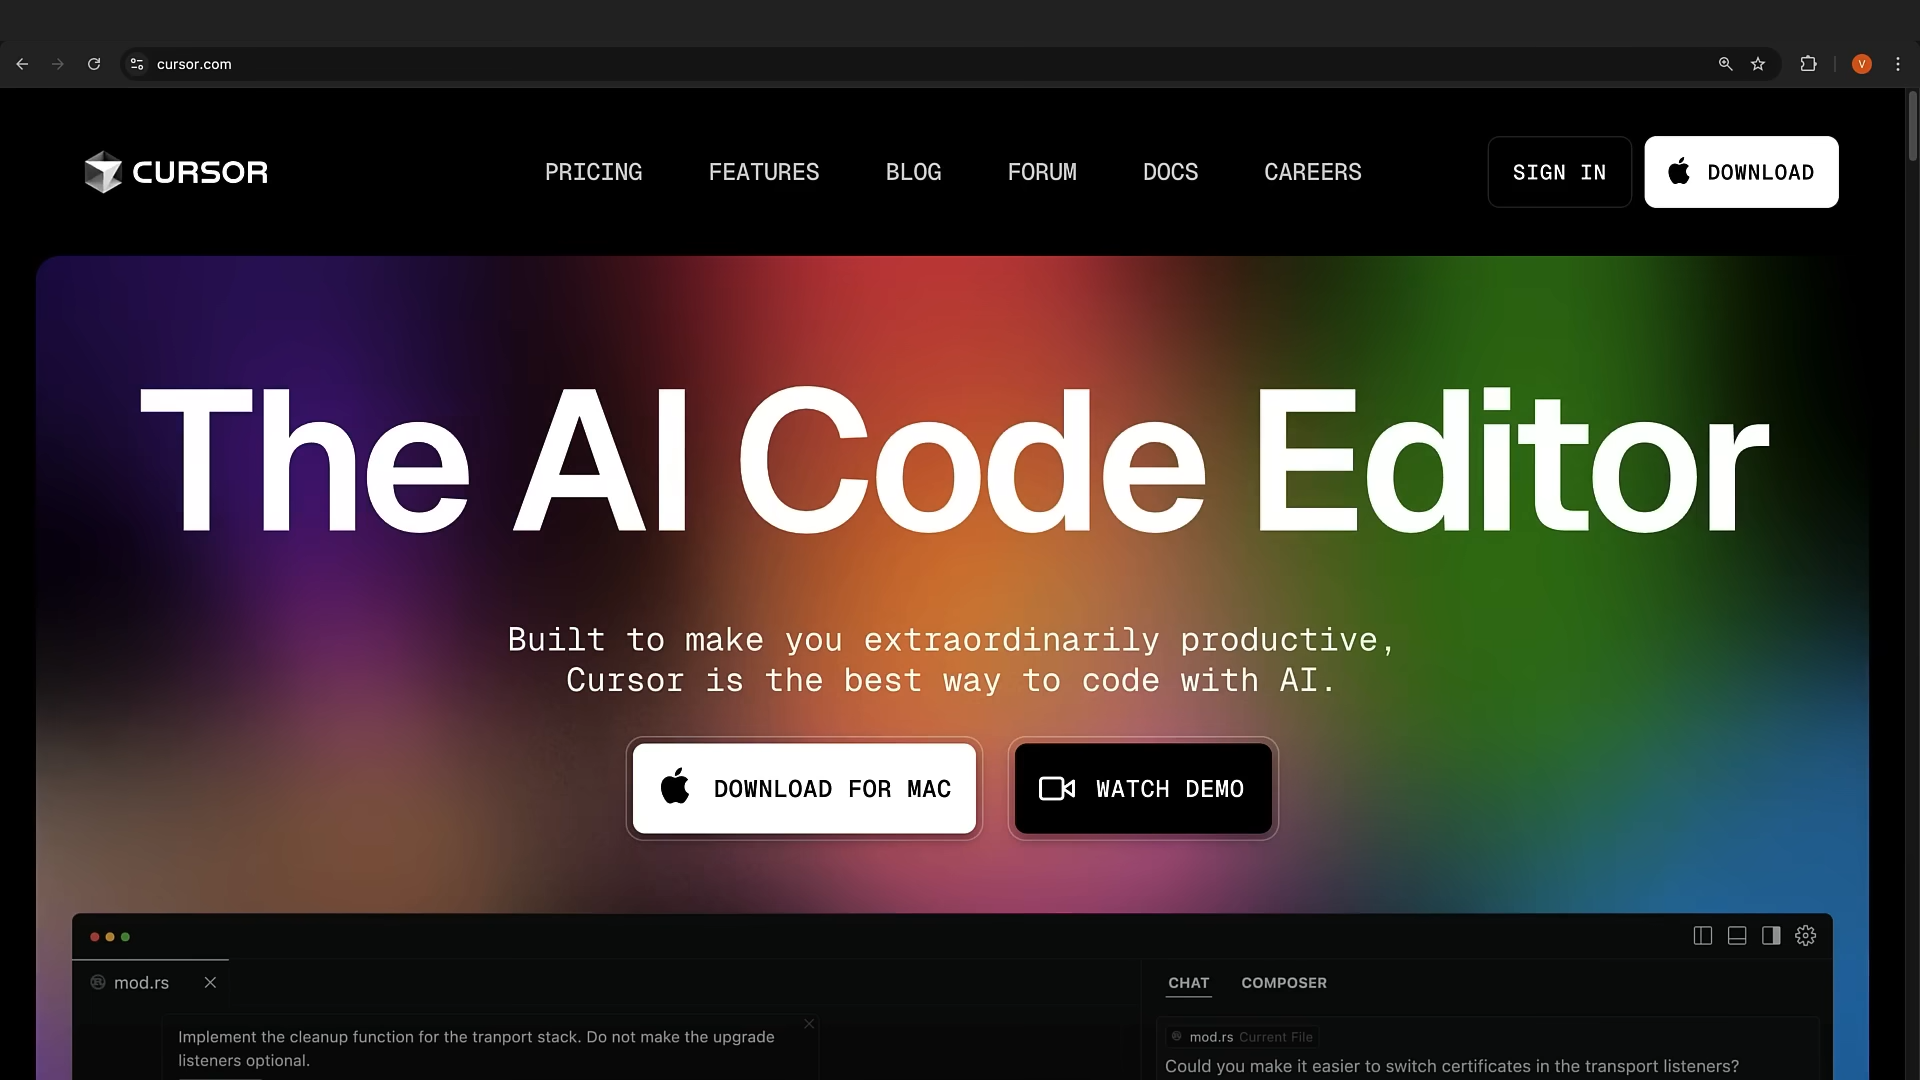 cursor.com
V
CURSOR
PRICING
FEATURES
BLOG
FORUM
DOCS
CAREERS
SIGN IN
DOWNLOAD
The AI Code Editor
Built to make you extraordinarily productive,
Cursor is the best way to code with AI.
DOWNLOAD FOR MAC
WATCH DEMO
mod.rs
Implement the cleanup function for the tranport stack. Do not make the upgrade
listeners optional.
CHAT
COMPOSER
mod.rs Current File
Could you make it easier to switch certificates in the transport listeners?